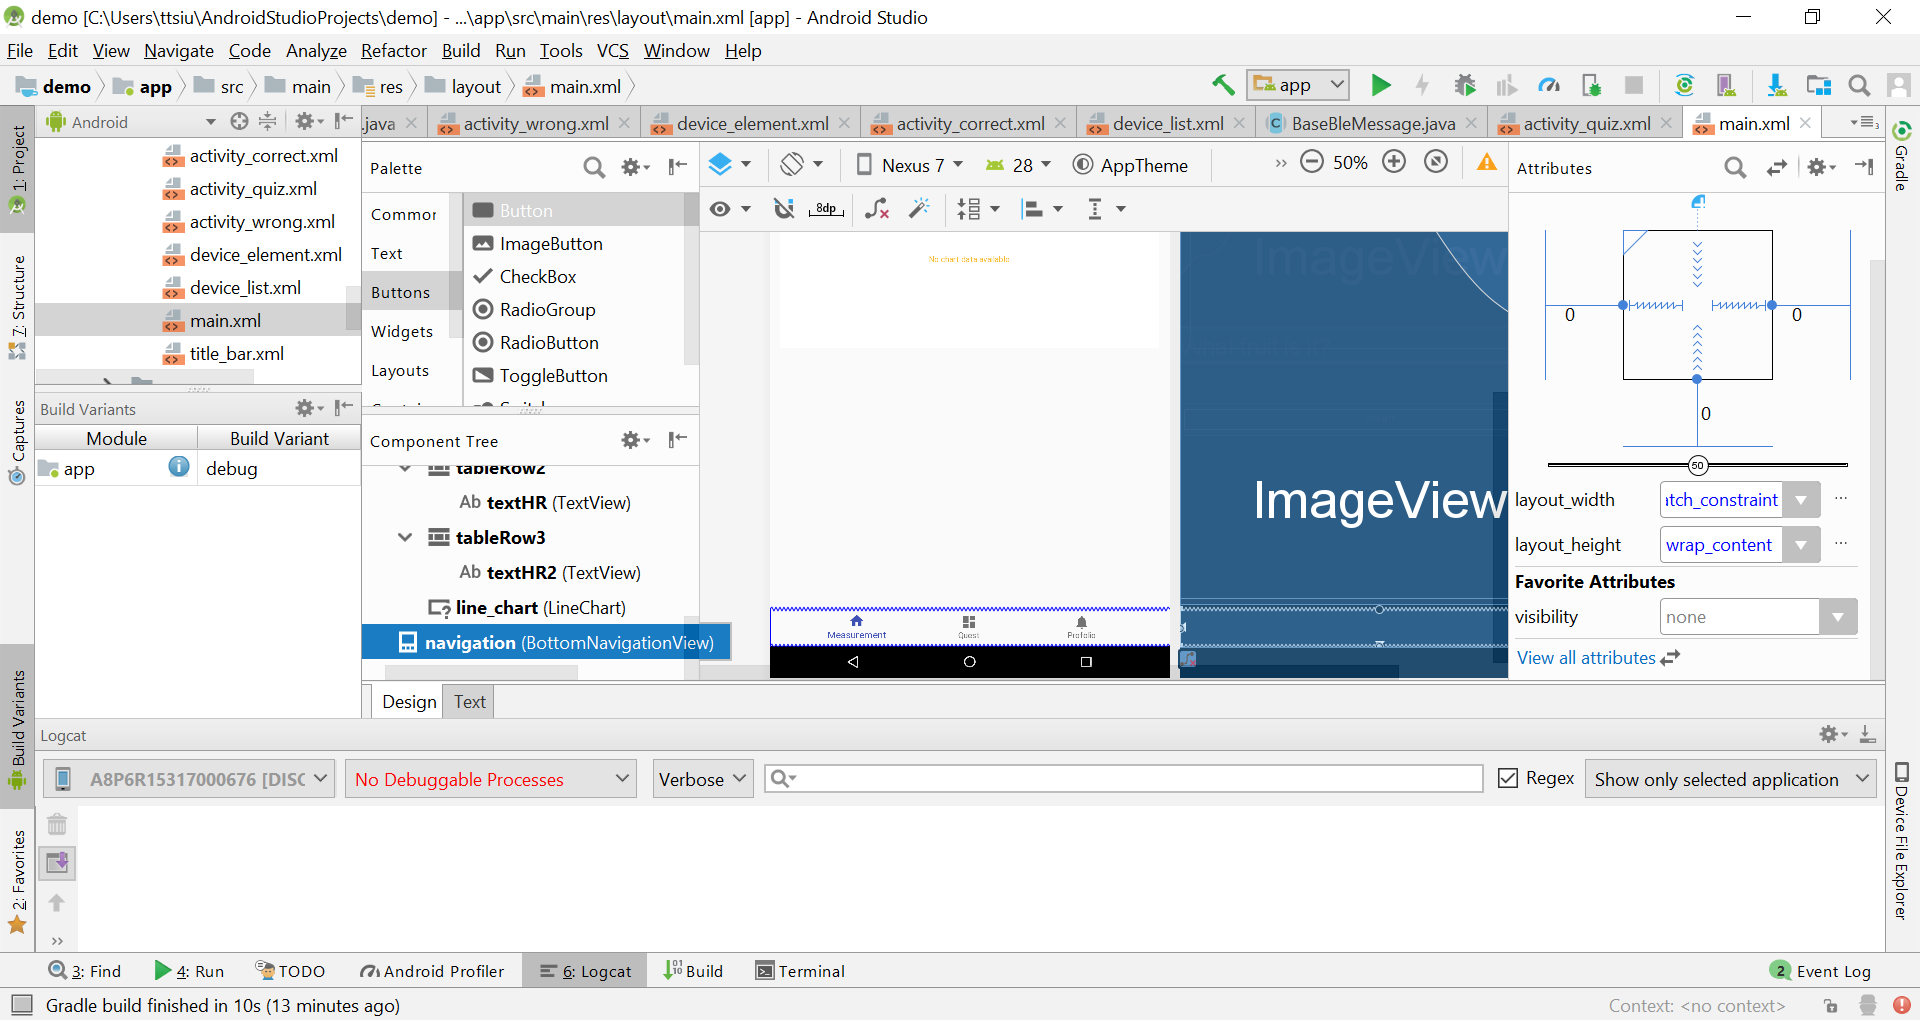 demo [C:\Users\ttsiu\AndroidStudioProjects\demo] - ...\app\src\main\res\layout\main.xml [app] - Android Studio
File Edit View Navigate Code Analyze Refactor Build Run Tools VCS Window Help
demo app src main res layout main.xml app
Android .java activity_wrong.xml device_element.xml activity_correct.xml device_list.xml BaseBleMessage.java activity_quiz.xml main.xml 3
1: Project
7: Structure
Captures
Build Variants
2: Favorites
activity_correct.xml
activity_quiz.xml
activity_wrong.xml
device_element.xml
device_list.xml
main.xml
title_bar.xml
Build Variants
Module Build Variant
app debug
Palette
Commor
Text
Buttons
Widgets
Layouts
Button
ImageButton
CheckBox
RadioGroup
RadioButton
ToggleButton
Component Tree
tableRow2
Ab textHR (TextView)
tableRow3
Ab textHR2 (TextView)
line_chart (LineChart)
navigation (BottomNavigationView)
Nexus 7 28 AppTheme » 50%
8dp
No chart data available.
Measurement Quest Profolio
ImageView
ImageView
Attributes
0 0
0
50
layout_width atch_constraint ...
layout_height wrap_content ...
Favorite Attributes
visibility none
View all attributes
Gradle
Device File Explorer
Design Text
Logcat
A8P6R15317000676 [DISC No Debuggable Processes Verbose Regex Show only selected application
»
3: Find 4: Run TODO Android Profiler 6: Logcat Build Terminal 2 Event Log
Gradle build finished in 10s (13 minutes ago) Context: <no context>